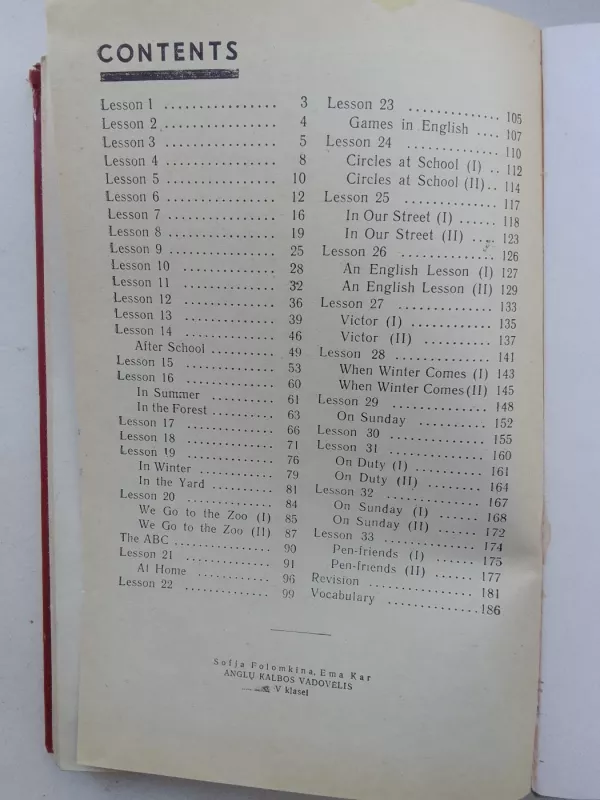 CONTENTS
Lesson 1 ................ 3
Lesson 2 ................ 4
Lesson 3 ................ 5
Lesson 4 ................ 8
Lesson 5 ................ 10
Lesson 6 ................ 12
Lesson 7 ................ 16
Lesson 8 ................ 19
Lesson 9 ................ 25
Lesson 10 ............... 28
Lesson 11 ............... 32
Lesson 12 ............... 36
Lesson 13 ............... 39
Lesson 14 ............... 46
After School .......... 49
Lesson 15 ............... 53
Lesson 16 ............... 60
In Summer ........... 61
In the Forest ......... 63
Lesson 17 ............... 66
Lesson 18 ............... 71
Lesson 19 ............... 76
In Winter ........... 79
In the Yard .......... 81
Lesson 20 ............... 84
We Go to the Zoo (I) 85
We Go to the Zoo (II) 87
The ABC ............... 90
Lesson 21 ............... 91
At Home ........... 96
Lesson 22 ............... 99
Lesson 23 ............... 105
Games in English .... 107
Lesson 24 ............... 110
Circles at School (I) .. 112
Circles at School (II) .. 114
Lesson 25 ............... 117
In Our Street (I) ..... 118
In Our Street (II) .... 123
Lesson 26 ............... 126
An English Lesson (I) 127
An English Lesson (II) 129
Lesson 27 ............... 133
Victor (I) ........... 135
Victor (II) .......... 137
Lesson 28 ............... 141
When Winter Comes (I) 143
When Winter Comes (II) 145
Lesson 29 ............... 148
On Sunday .......... 152
Lesson 30 ............... 155
Lesson 31 ............... 160
On Duty (I) ......... 161
On Duty (II) ........ 164
Lesson 32 ............... 167
On Sunday (I) ....... 168
On Sunday (II) ...... 172
Lesson 33 ............... 174
Pen-friends (I) ...... 175
Pen-friends (II) ..... 177
Revision ............... 181
Vocabulary ............. 186
Sofja Folomkina, Ema Kar
ANGLŲ KALBOS VADOVĖLIS
V klasei